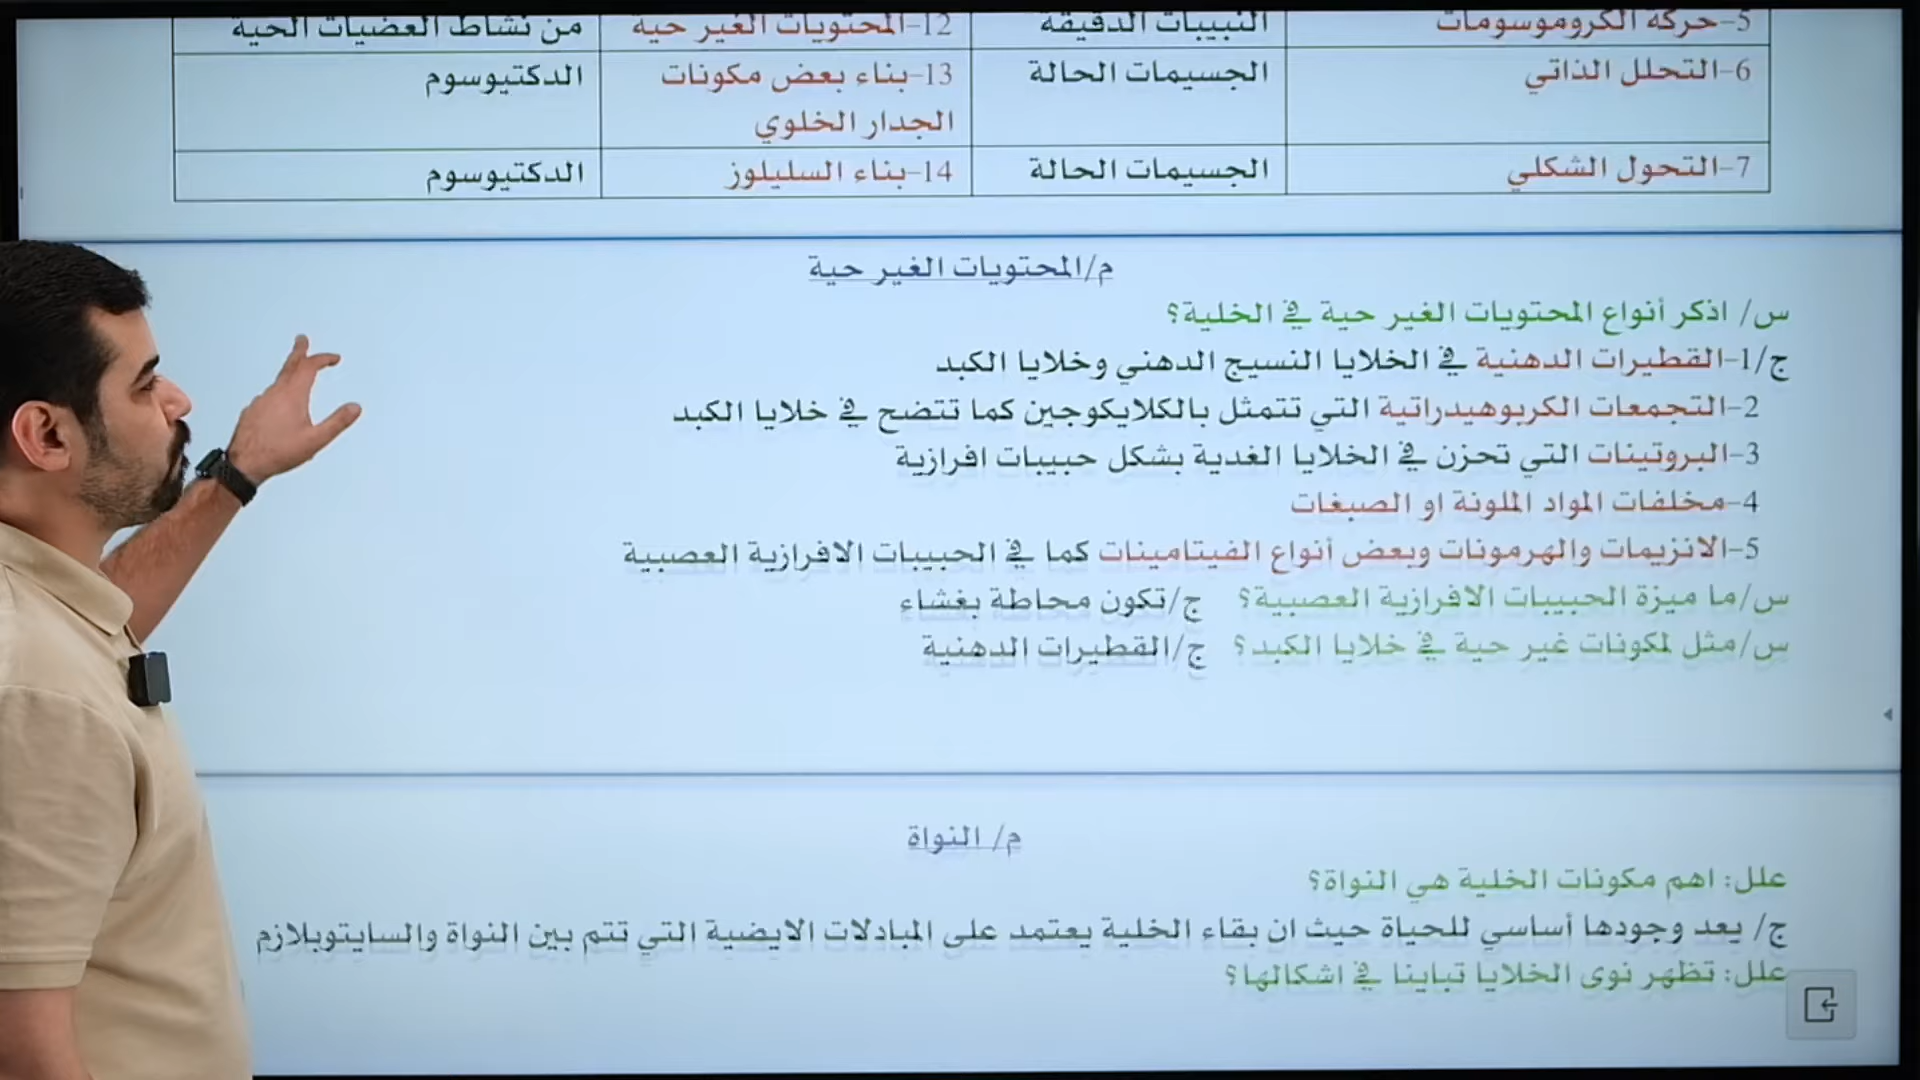 5-حركة الكروموسومات النبيبات الدقيقة 12-المحتويات الغير حية من نشاط العضيات الحية
6-التحلل الذاتي الجسيمات الحالة 13-بناء بعض مكونات الدكتيوسوم
الجدار الخلوي
7-التحول الشكلي الجسيمات الحالة 14-بناء السليلوز الدكتيوسوم
م/المحتويات الغير حية
س/ اذكر أنواع المحتويات الغير حية في الخلية؟
ج/1-القطيرات الدهنية في الخلايا النسيج الدهني وخلايا الكبد
2-التجمعات الكربوهيدراتية التي تتمثل بالكلايكوجين كما تتضح في خلايا الكبد
3-البروتينات التي تحزن في الخلايا الغدية بشكل حبيبات افرازية
4-مخلفات المواد الملونة او الصبغات
5-الانزيمات والهرمونات وبعض أنواع الفيتامينات كما في الحبيبات الافرازية العصبية
س/ما ميزة الحبيبات الافرازية العصبية؟ ج/تكون محاطة بغشاء
س/مثل لمكونات غير حية في خلايا الكبد؟ ج/القطيرات الدهنية
م/ النواة
علل: اهم مكونات الخلية هي النواة؟
ج/ يعد وجودها أساسي للحياة حيث ان بقاء الخلية يعتمد على المبادلات الايضية التي تتم بين النواة والسايتوبلازم
علل: تظهر نوى الخلايا تباينا في اشكالها؟